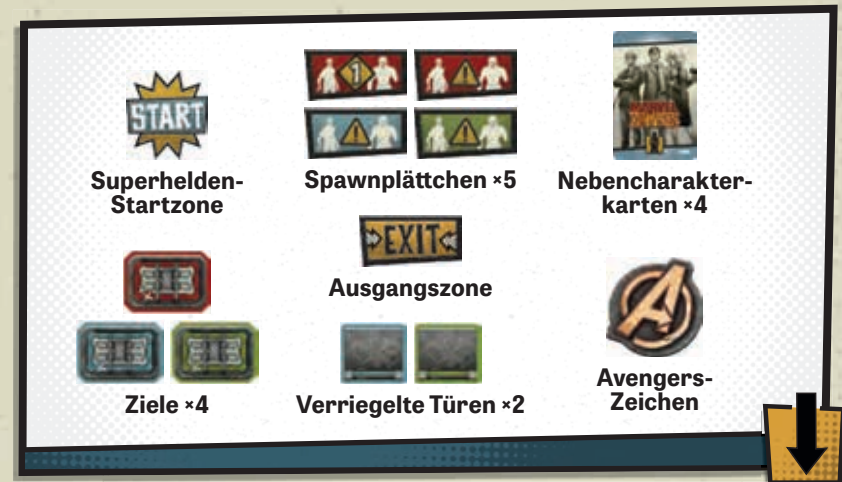 START
Superhelden-
Startzone
1
Spawnplättchen ×5
Nebencharakter-
karten ×4
EXIT
Ausgangszone
Ziele ×4
Verriegelte Türen ×2
A
Avengers-
Zeichen